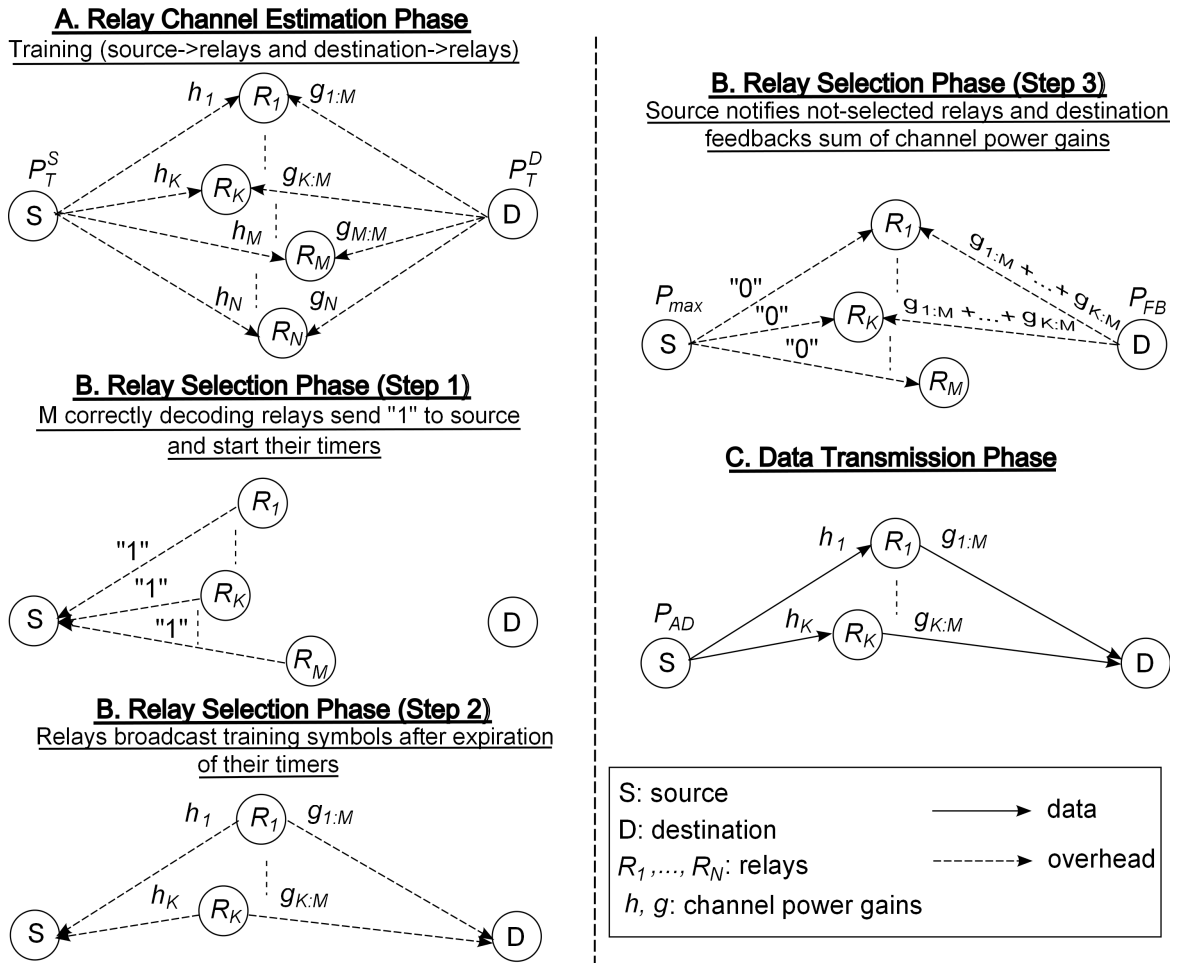 A. Relay Channel Estimation Phase
Training (source->relays and destination->relays)
h1 R1 g1:M
PTS PTD
hK RK gK:M
S D
hM RM gM:M
hN RN gN
B. Relay Selection Phase (Step 1)
M correctly decoding relays send "1" to source
and start their timers
R1
"1"
"1" RK
S "1" D
RM
B. Relay Selection Phase (Step 2)
Relays broadcast training symbols after expiration
of their timers
h1 R1 g1:M
hK RK gK:M
S D
B. Relay Selection Phase (Step 3)
Source notifies not-selected relays and destination
feedbacks sum of channel power gains
R1 g1:M +...+ gK:M
"0"
Pmax "0" RK g1:M +...+ gK:M PFB
S "0" D
RM
C. Data Transmission Phase
h1 R1 g1:M
PAD hK RK gK:M
S D
S: source
D: destination
R1 ,..., RN: relays
h, g: channel power gains
data
overhead